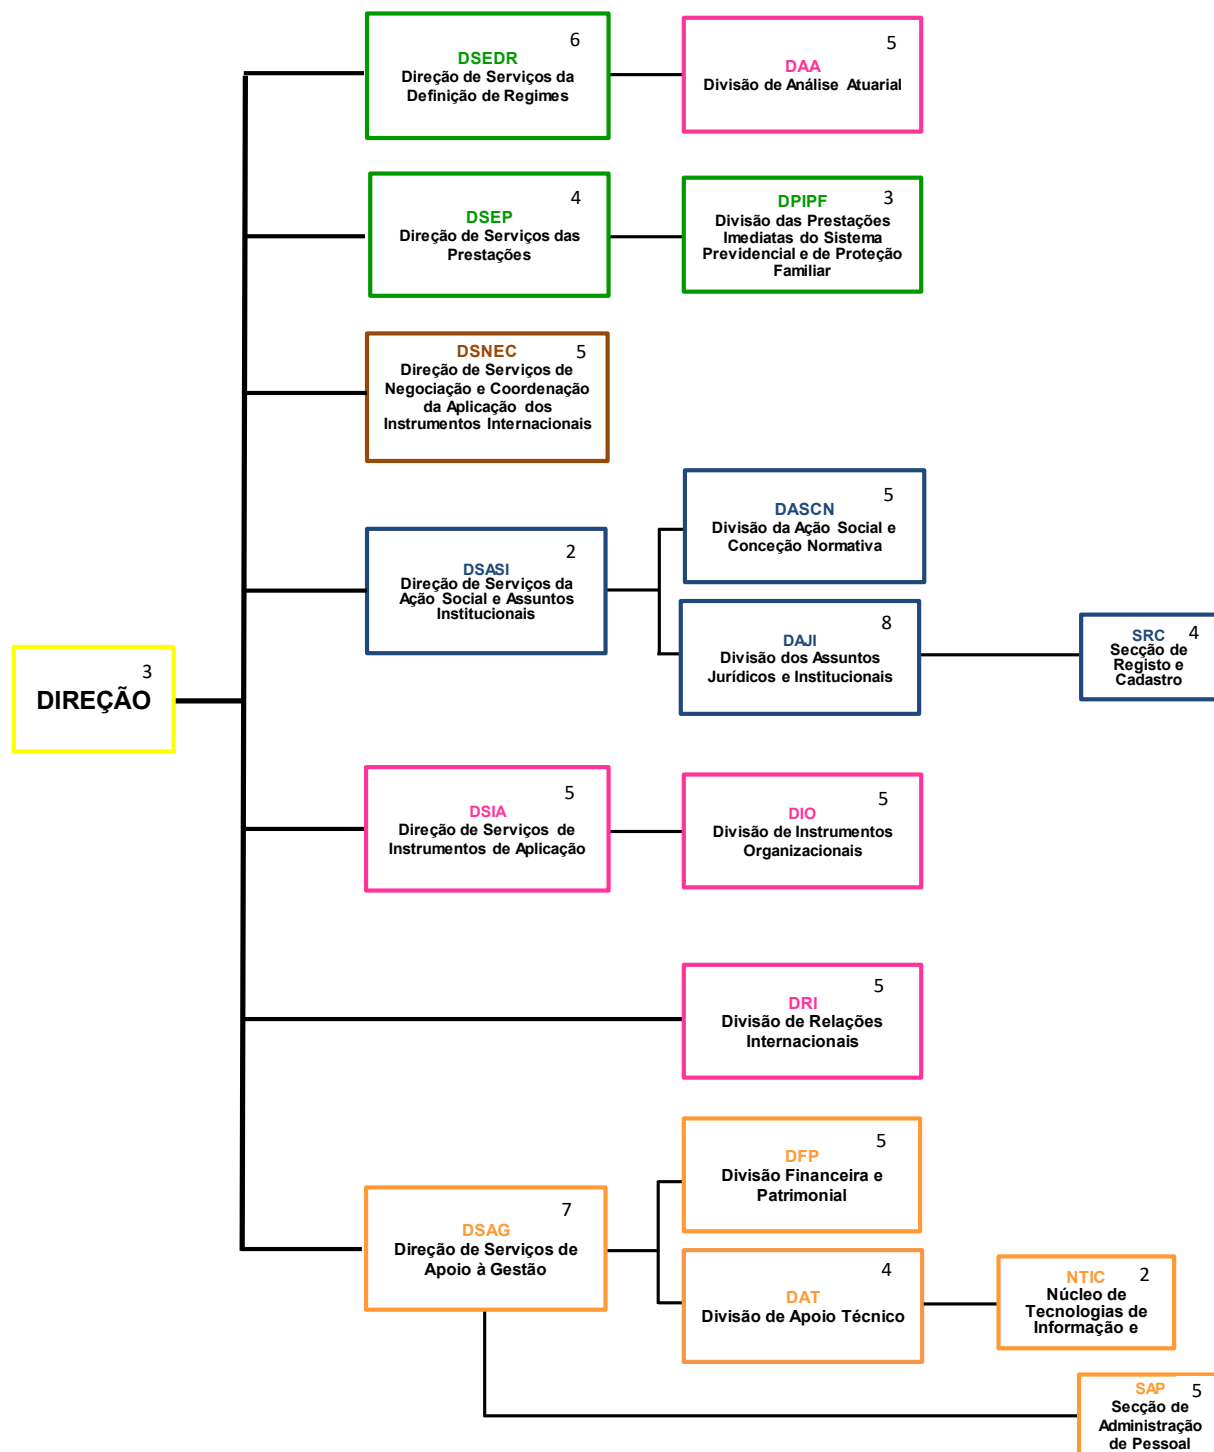 6
DSEDR
Direção de Serviços da
Definição de Regimes
5
DAA
Divisão de Análise Atuarial
4
DSEP
Direção de Serviços das
Prestações
3
DPIPF
Divisão das Prestações
Imediatas do Sistema
Previdencial e de Proteção
Familiar
5
DSNEC
Direção de Serviços de
Negociação e Coordenação
da Aplicação dos
Instrumentos Internacionais
5
DASCN
Divisão da Ação Social e
Conceção Normativa
2
DSASI
Direção de Serviços da
Ação Social e Assuntos
Institucionais
8
DAJI
Divisão dos Assuntos
Jurídicos e Institucionais
4
SRC
Secção de
Registo e
Cadastro
3
DIREÇÃO
5
DSIA
Direção de Serviços de
Instrumentos de Aplicação
5
DIO
Divisão de Instrumentos
Organizacionais
5
DRI
Divisão de Relações
Internacionais
5
DFP
Divisão Financeira e
Patrimonial
7
DSAG
Direção de Serviços de
Apoio à Gestão
4
DAT
Divisão de Apoio Técnico
2
NTIC
Núcleo de
Tecnologias de
Informação e
5
SAP
Secção de
Administração
de Pessoal